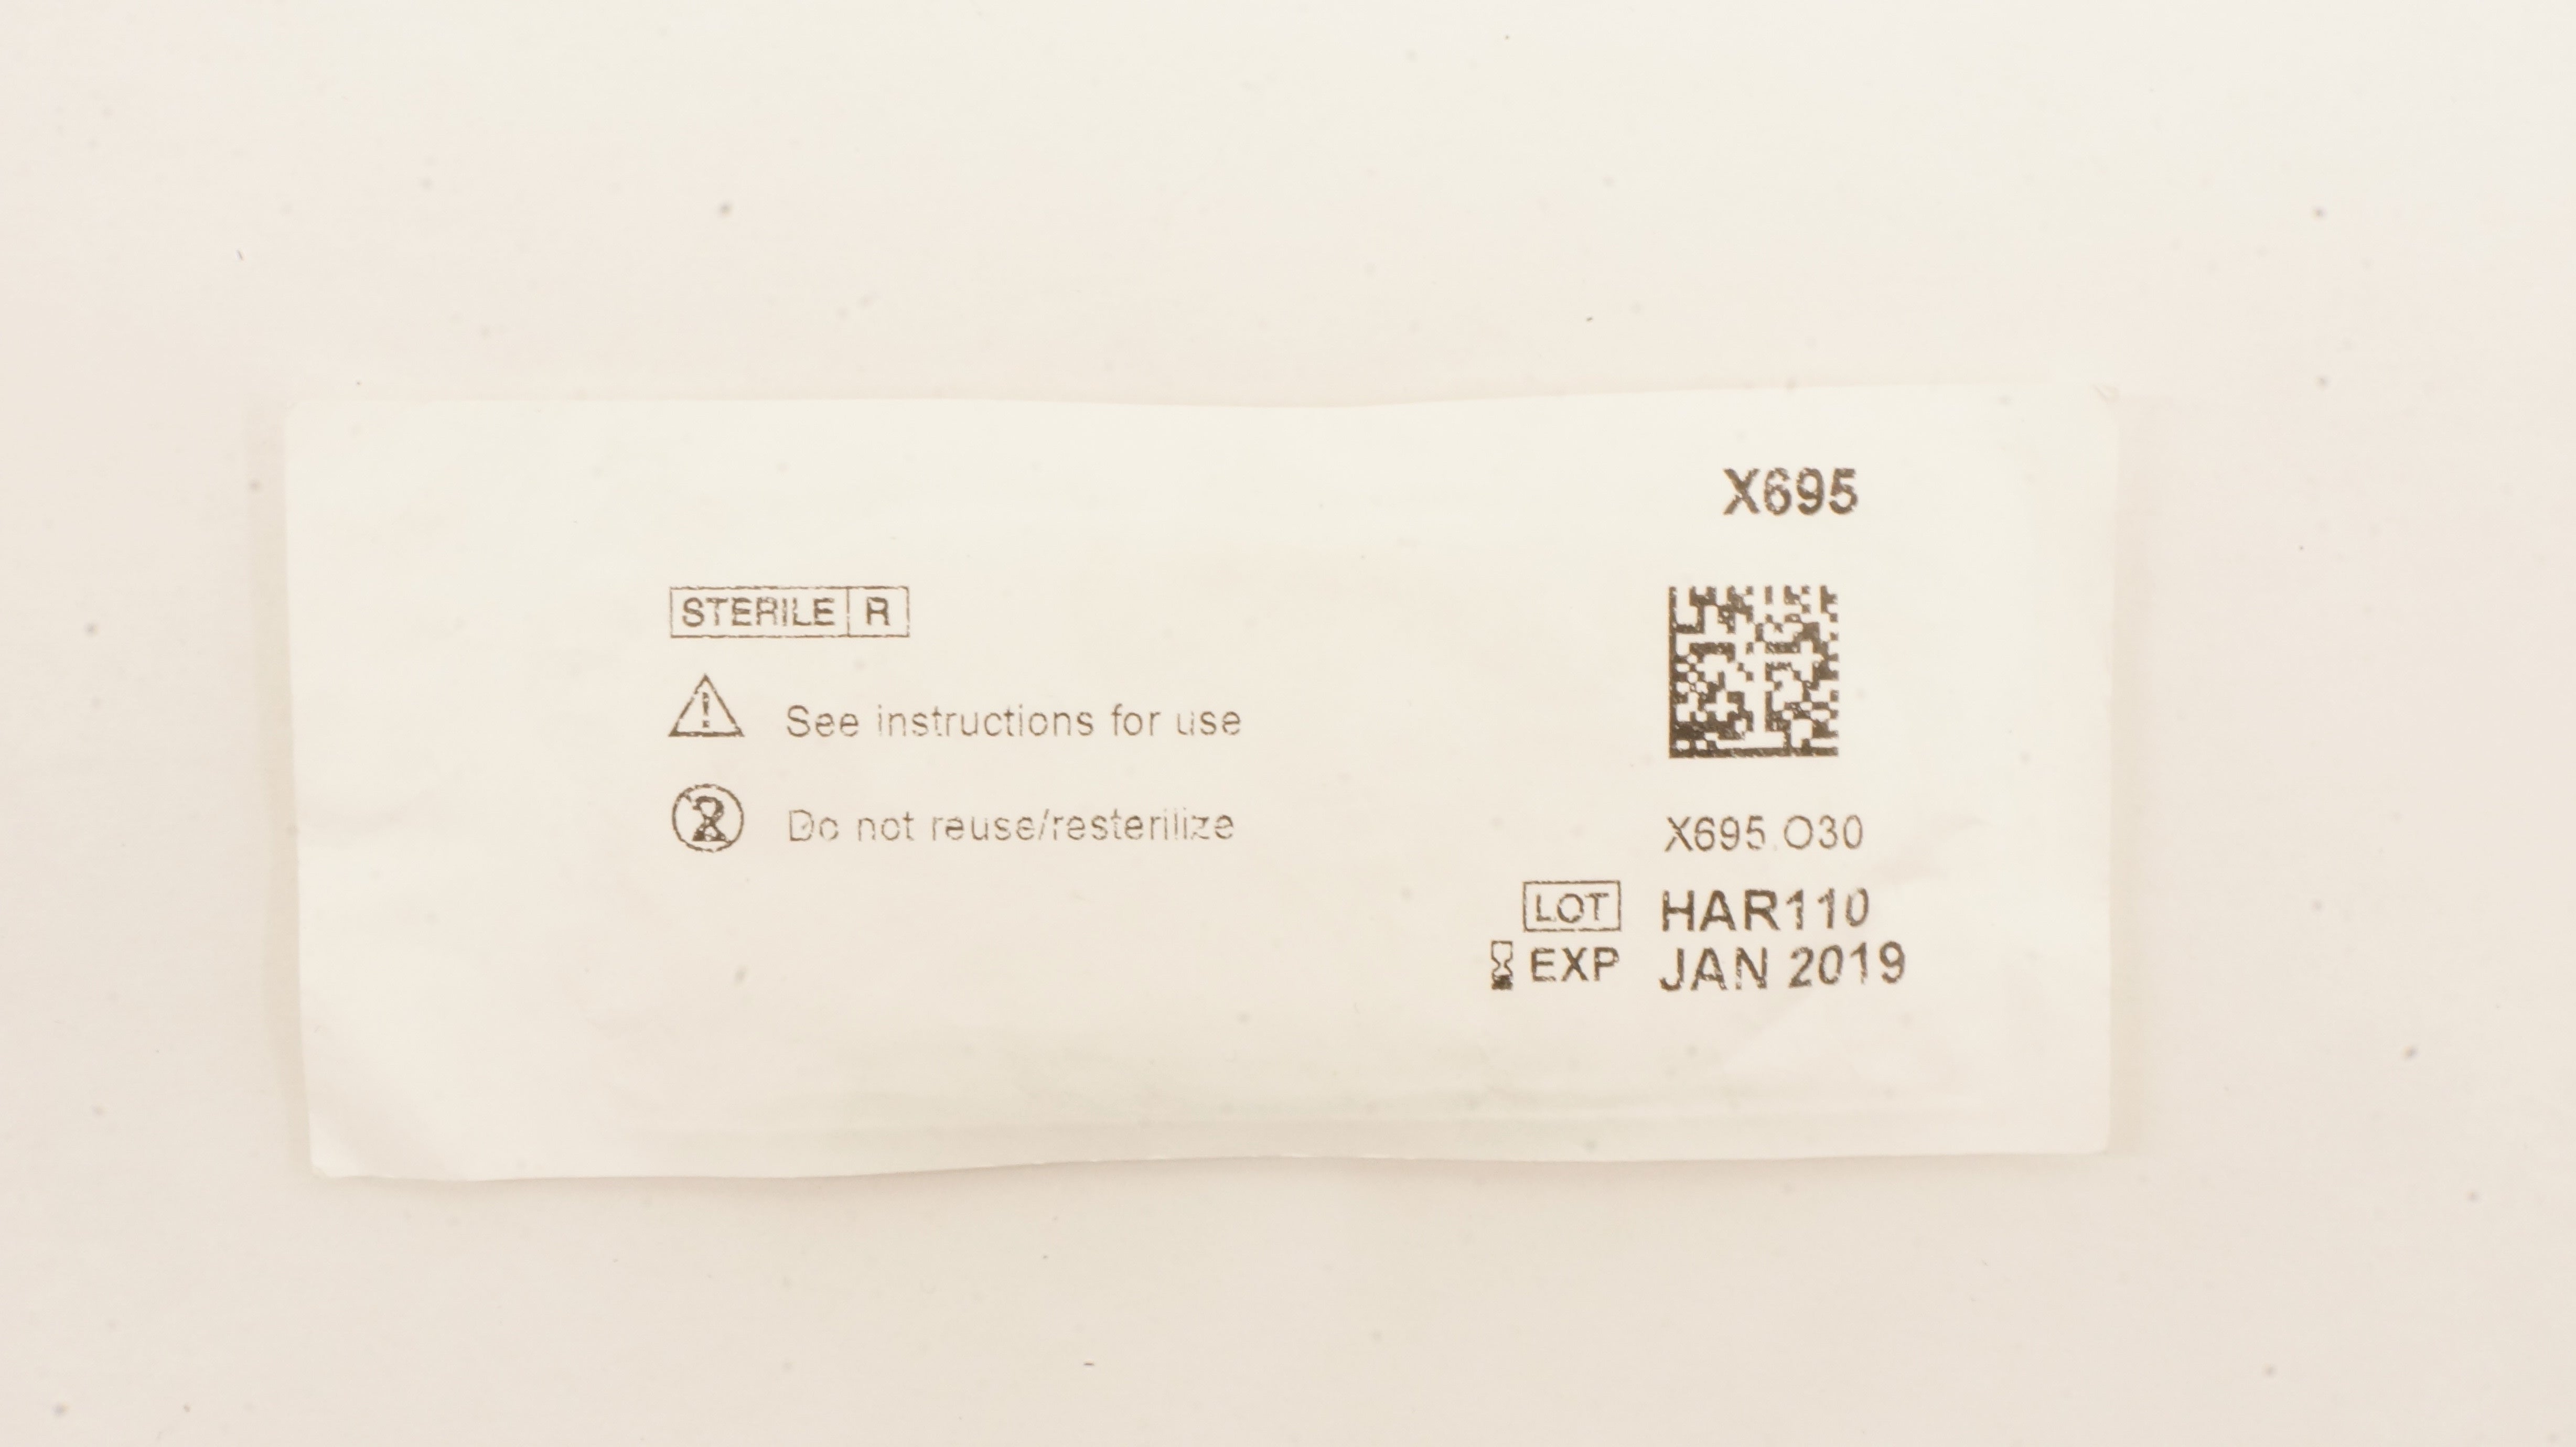 X695
STERILE R
See instructions for use
Do not reuse/resterilize
X695.O30
LOT HAR110
EXP JAN 2019